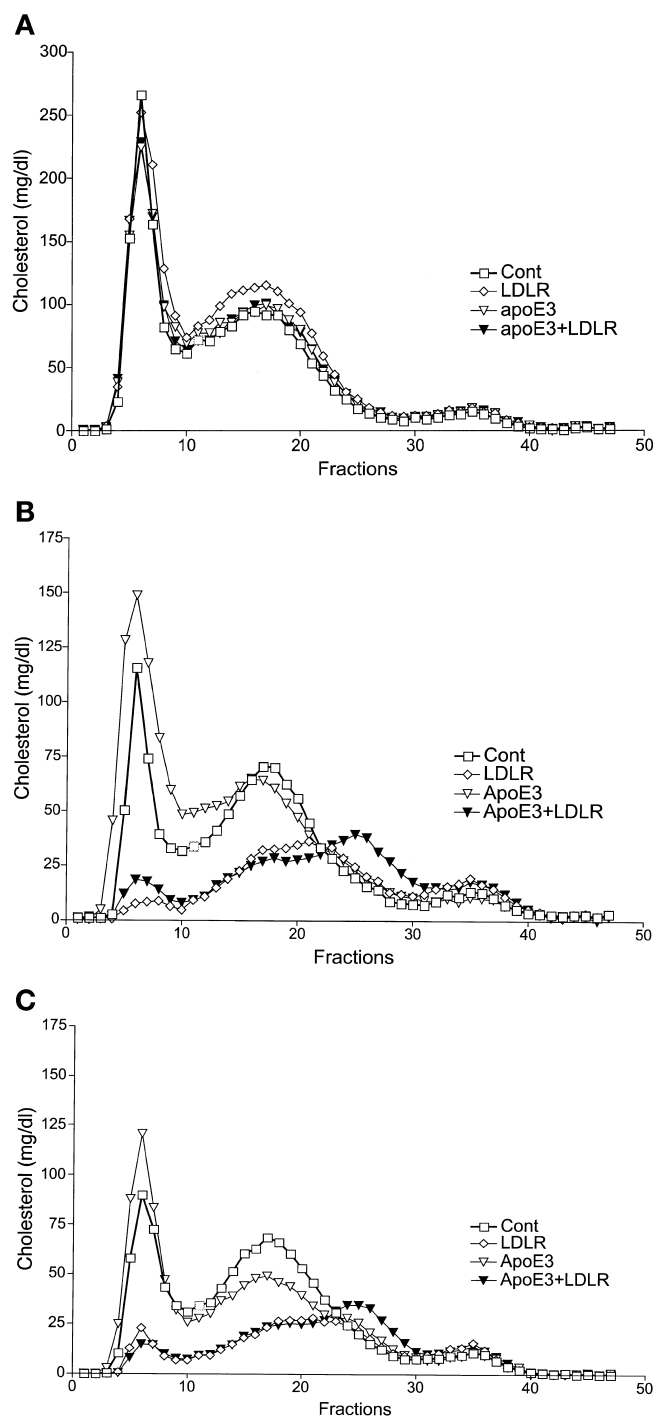 A
300
250
200
150
100
50
0
Cholesterol (mg/dl)
Cont
LDLR
apoE3
apoE3+LDLR
0 10 20 30 40 50
Fractions
B
175
150
125
100
75
50
25
0
Cholesterol (mg/dl)
Cont
LDLR
ApoE3
ApoE3+LDLR
0 10 20 30 40 50
Fractions
C
175
150
125
100
75
50
25
0
Cholesterol (mg/dl)
Cont
LDLR
ApoE3
ApoE3+LDLR
0 10 20 30 40 50
Fractions